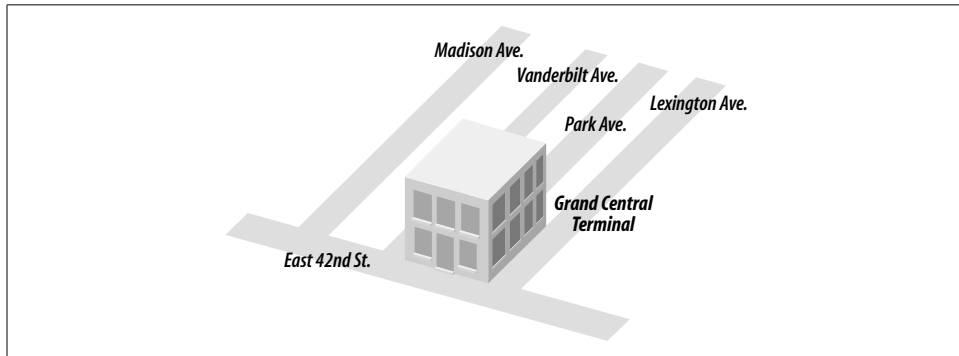 Madison Ave.
Vanderbilt Ave.
Lexington Ave.
Park Ave.
Grand Central
Terminal
East 42nd St.